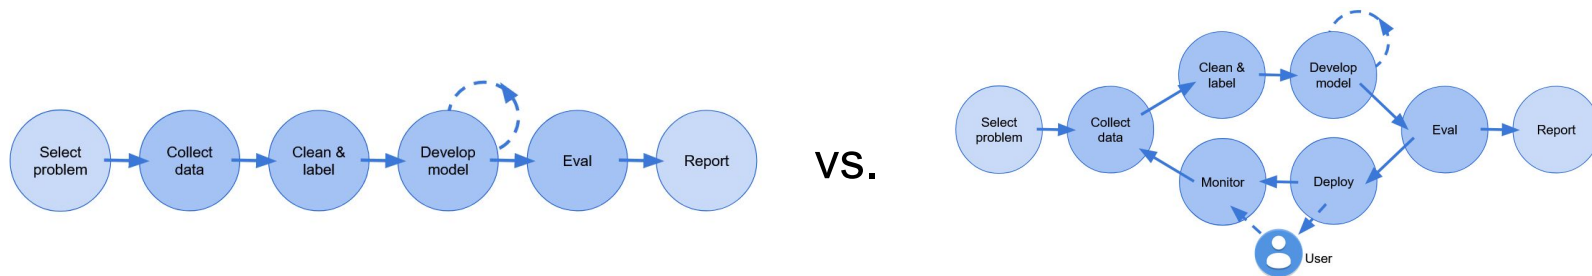 Select
problem
Collect
data
Clean &
label
Develop
model
Eval
Report
vs.
Select
problem
Collect
data
Clean &
label
Develop
model
Eval
Report
Monitor
Deploy
User